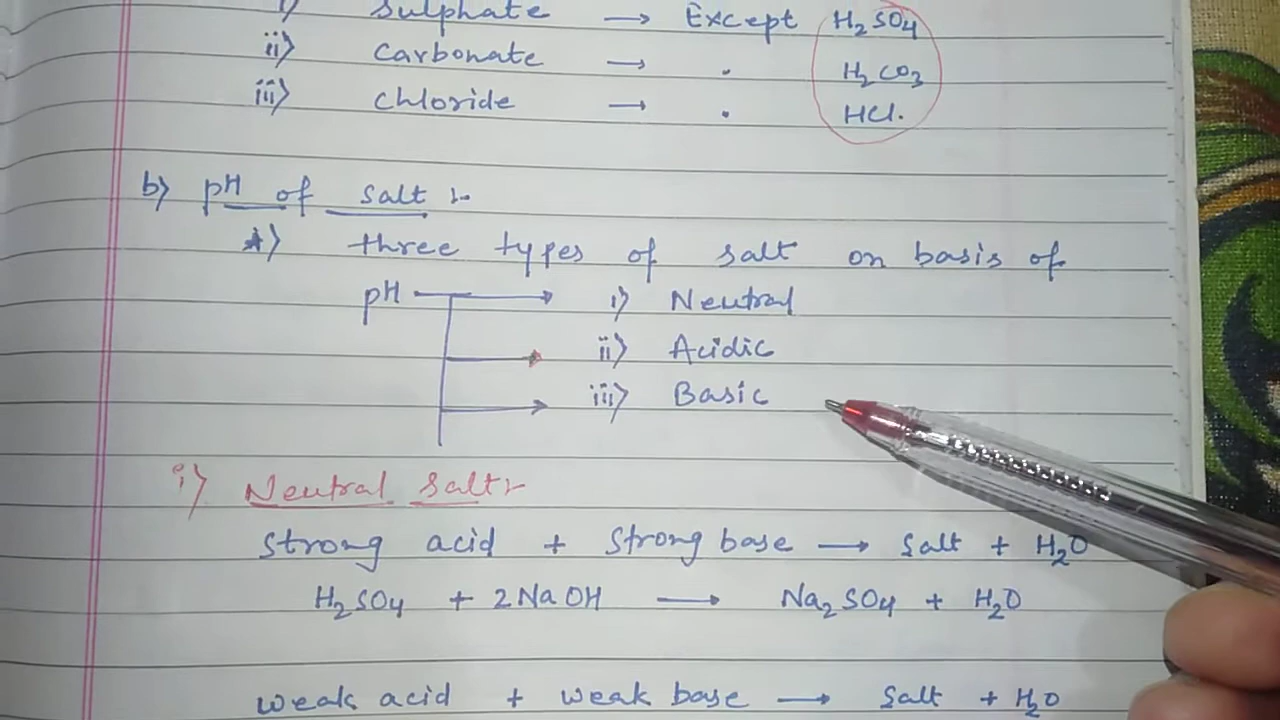 i) Sulphate → Except H₂SO₄
ii) Carbonate → . H₂CO₃
iii) Chloride → . HCl.
b) pH of salt :-
*) three types of salt on basis of
pH → i) Neutral
→ ii) Acidic
→ iii) Basic
i) Neutral salt :-
Strong acid + Strong base → Salt + H₂O
H₂SO₄ + 2NaOH → Na₂SO₄ + H₂O
weak acid + weak base → Salt + H₂O